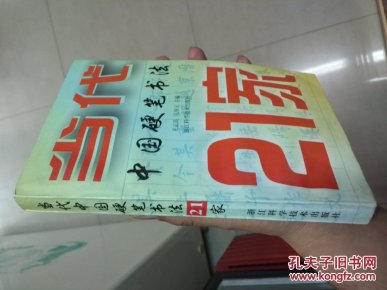 当代
中国硬笔书法
21家
当代中国硬笔书法21家
浙江科学技术出版社
孔夫子旧书网
KONGFZ.COM